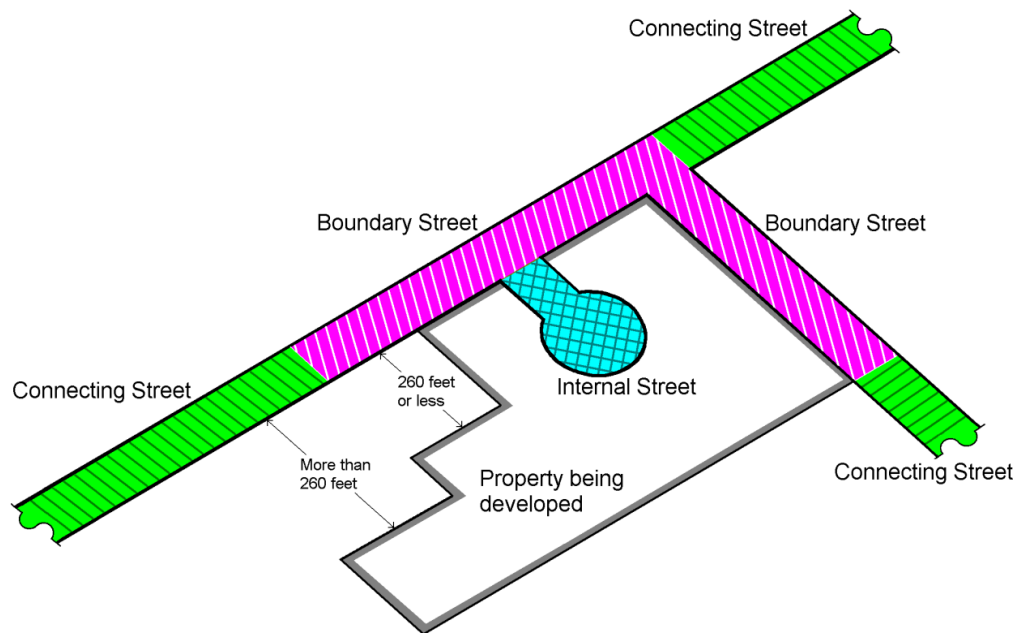 Connecting Street
Boundary Street
Boundary Street
Connecting Street
260 feet
or less
Internal Street
More than
260 feet
Property being
developed
Connecting Street